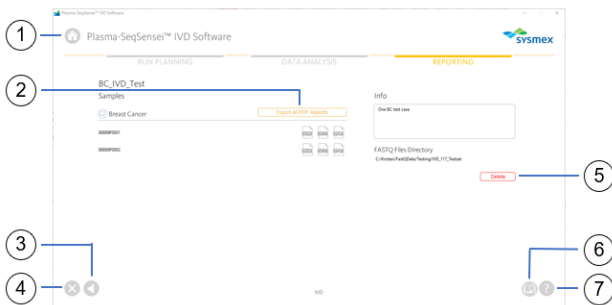 Plasma-SeqSensei™ IVD Software
1
Plasma-SeqSensei™ IVD Software
sysmex
RUN PLANNING
DATA ANALYSIS
REPORTING
BC_IVD_Test
2
Samples
Info
Breast Cancer
Export all PDF Reports
One BC test case
FASTQ Files Directory
Delete
5
3
6
4
IVD
?
7